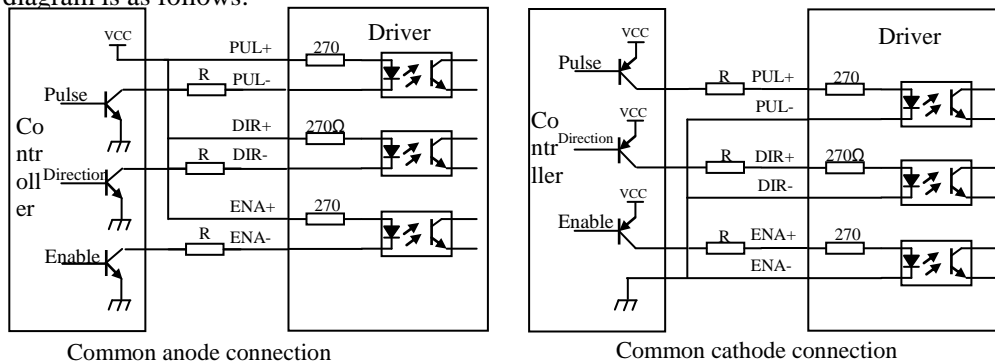 diagram is as follows:
VCC
Driver
PUL+
270
R
PUL-
Pulse
Co
ntr
oll
er
DIR+
270Ω
Direction
R
DIR-
ENA+
270
R
ENA-
Enable
Common anode connection
VCC
Driver
Pulse
R
PUL+
270
PUL-
VCC
Co
ntr
ller
Direction
R
DIR+
270Ω
DIR-
VCC
Enable
R
ENA+
270
ENA-
Common cathode connection